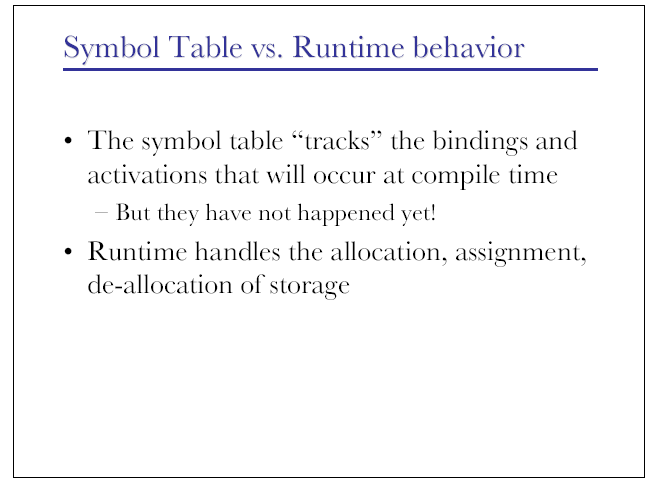 Symbol Table vs. Runtime behavior
• The symbol table “tracks” the bindings and
activations that will occur at compile time
– But they have not happened yet!
• Runtime handles the allocation, assignment,
de-allocation of storage